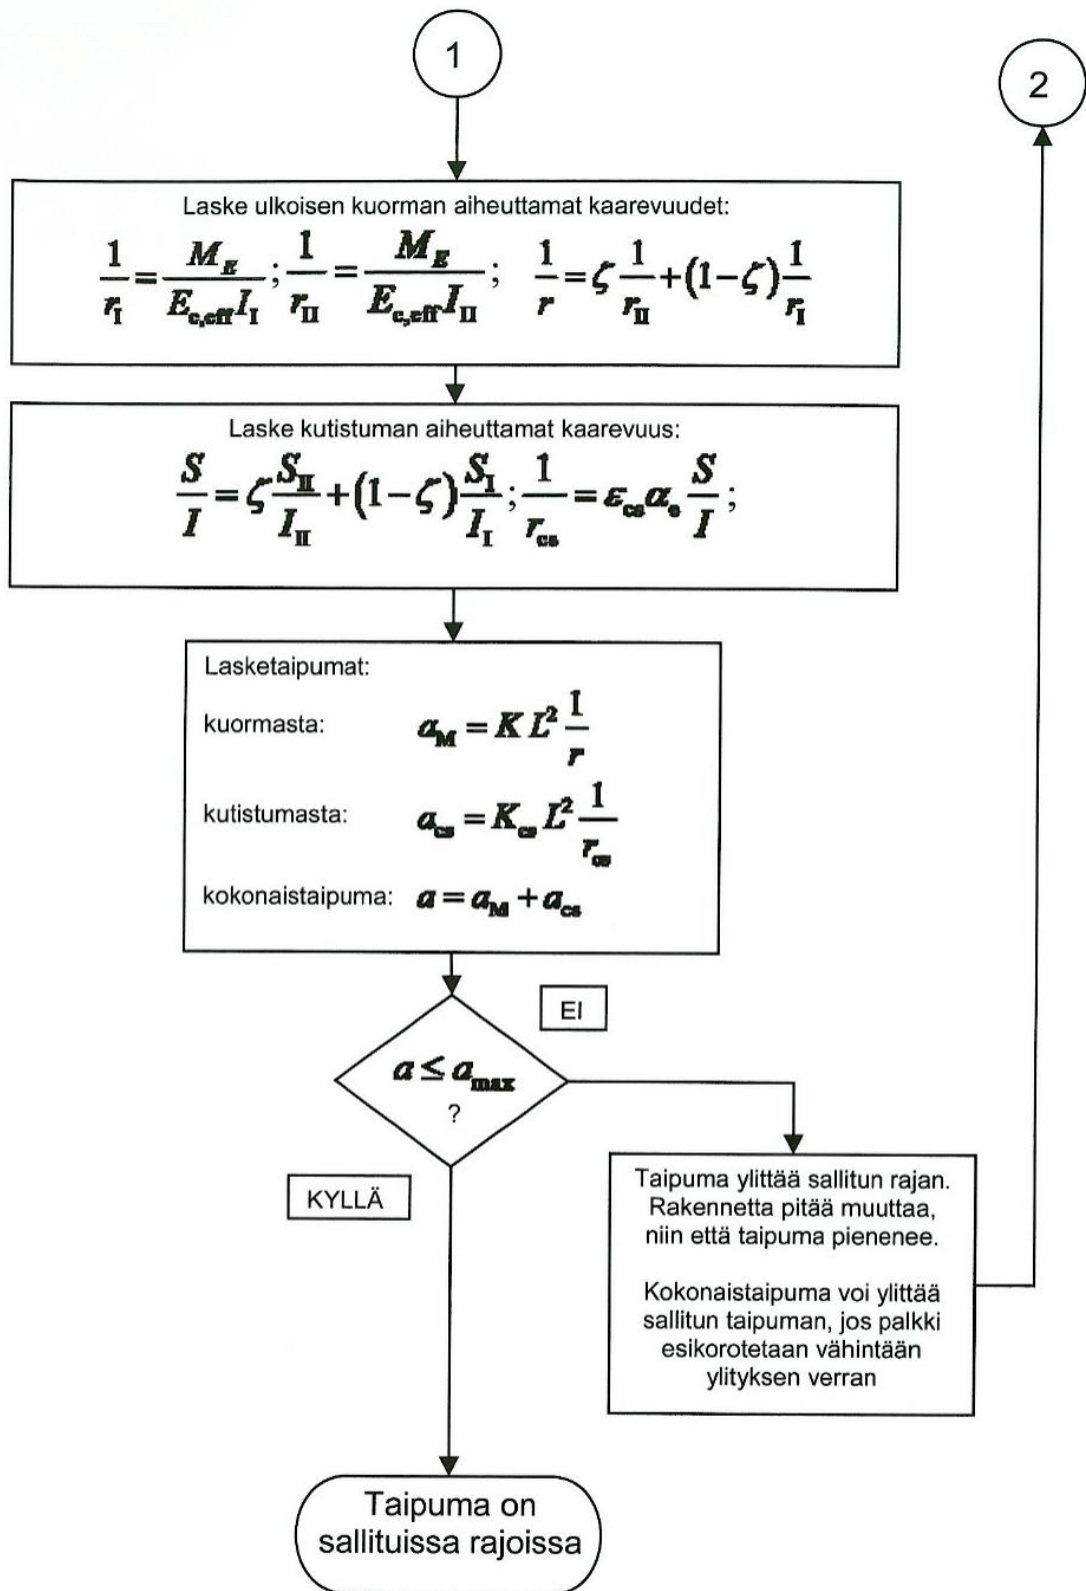 1
2
Laske ulkoisen kuorman aiheuttamat kaarevuudet:
1/r_I = M_E/(E_c,eff I_I); 1/r_II = M_E/(E_c,eff I_II); 1/r = ζ 1/r_II + (1−ζ) 1/r_I
Laske kutistuman aiheuttamat kaarevuus:
S/I = ζ S_II/I_II + (1−ζ) S_I/I_I; 1/r_cs = ε_cs α_e S/I;
Lasketaipumat:
kuormasta: a_M = K L² 1/r
kutistumasta: a_cs = K_cs L² 1/r_cs
kokonaistaipuma: a = a_M + a_cs
EI
a ≤ a_max
?
KYLLÄ
Taipuma ylittää sallitun rajan.
Rakennetta pitää muuttaa,
niin että taipuma pienenee.
Kokonaistaipuma voi ylittää
sallitun taipuman, jos palkki
esikorotetaan vähintään
ylityksen verran
Taipuma on
sallituissa rajoissa